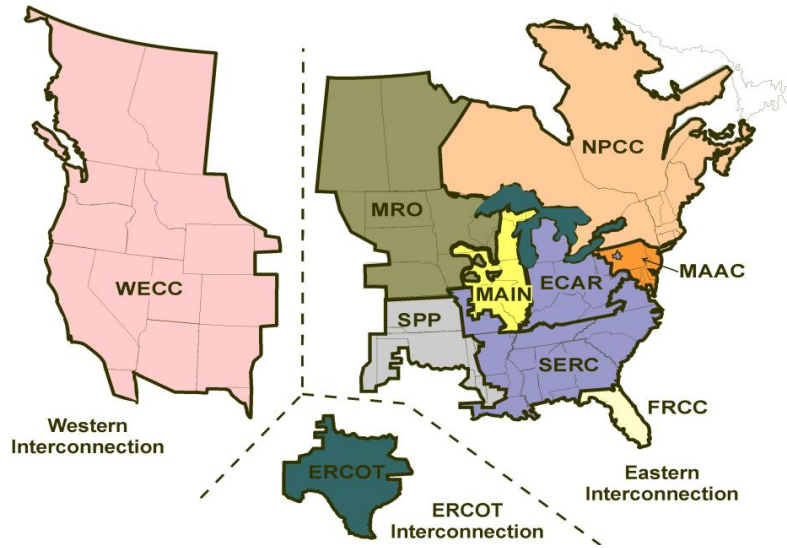 NPCC
MRO
MAAC
WECC
MAIN
ECAR
SPP
SERC
FRCC
Western
Interconnection
ERCOT
Eastern
Interconnection
ERCOT
Interconnection